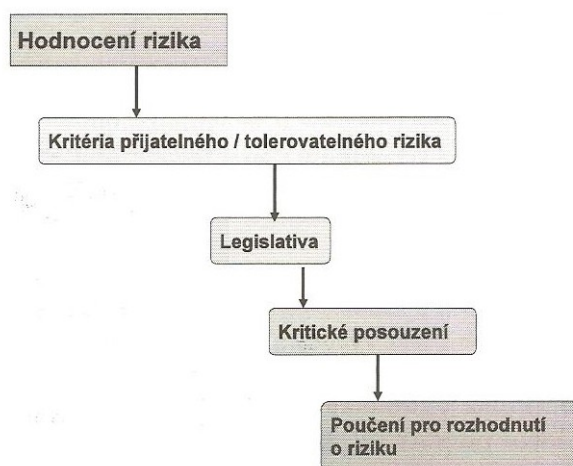 Hodnocení rizika
Kritéria přijatelného / tolerovatelného rizika
Legislativa
Kritické posouzení
Poučení pro rozhodnutí
o riziku